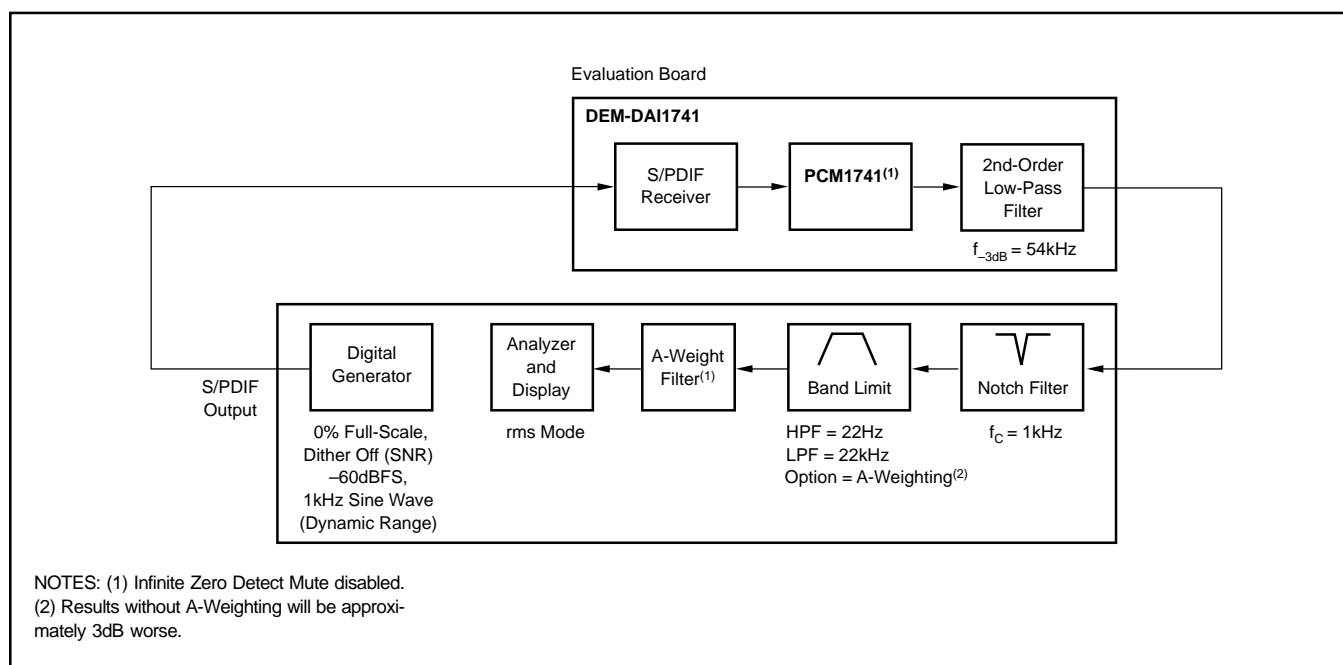 Evaluation Board
DEM-DAI1741
S/PDIF
Receiver
PCM1741(1)
2nd-Order
Low-Pass
Filter
f–3dB = 54kHz
S/PDIF
Output
Digital
Generator
0% Full-Scale,
Dither Off (SNR)
–60dBFS,
1kHz Sine Wave
(Dynamic Range)
Analyzer
and
Display
rms Mode
A-Weight
Filter(1)
Band Limit
HPF = 22Hz
LPF = 22kHz
Option = A-Weighting(2)
Notch Filter
fC = 1kHz
NOTES: (1) Infinite Zero Detect Mute disabled.
(2) Results without A-Weighting will be approxi-
mately 3dB worse.